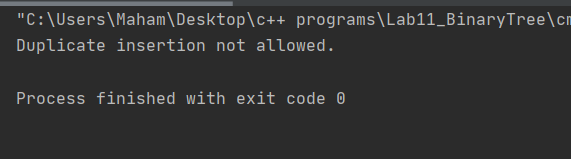 "C:\Users\Maham\Desktop\c++ programs\Lab11_BinaryTree\cm
Duplicate insertion not allowed.
Process finished with exit code 0